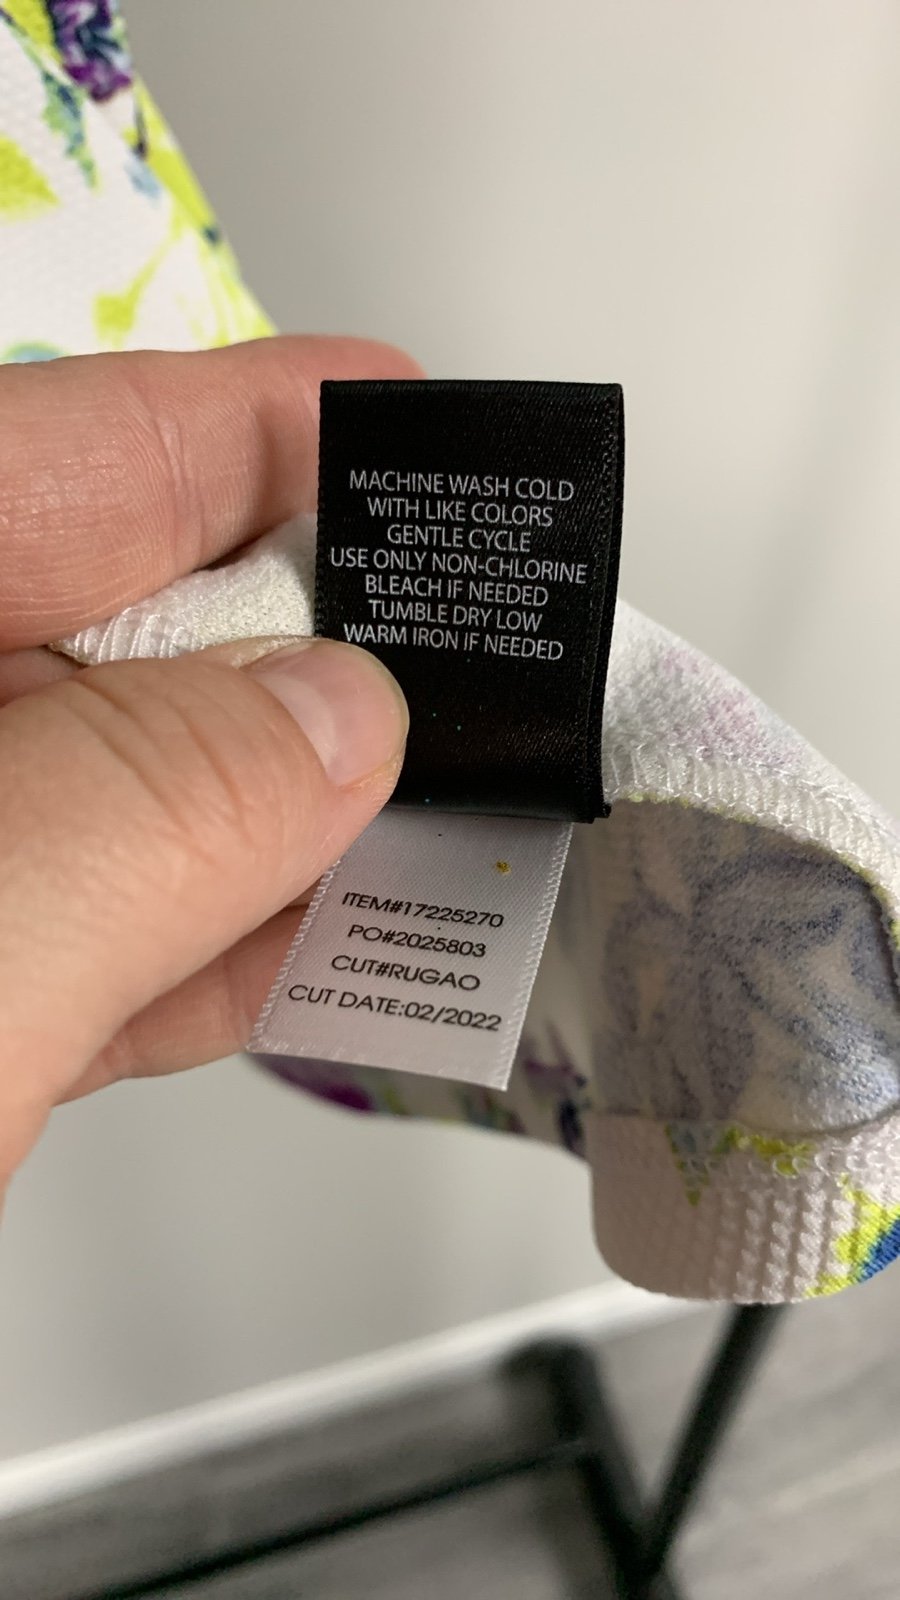 MACHINE WASH COLD
WITH LIKE COLORS
GENTLE CYCLE
USE ONLY NON-CHLORINE
BLEACH IF NEEDED
TUMBLE DRY LOW
WARM IRON IF NEEDED
ITEM#17225270
PO#2025803
CUT#RUGAO
CUT DATE:02/2022